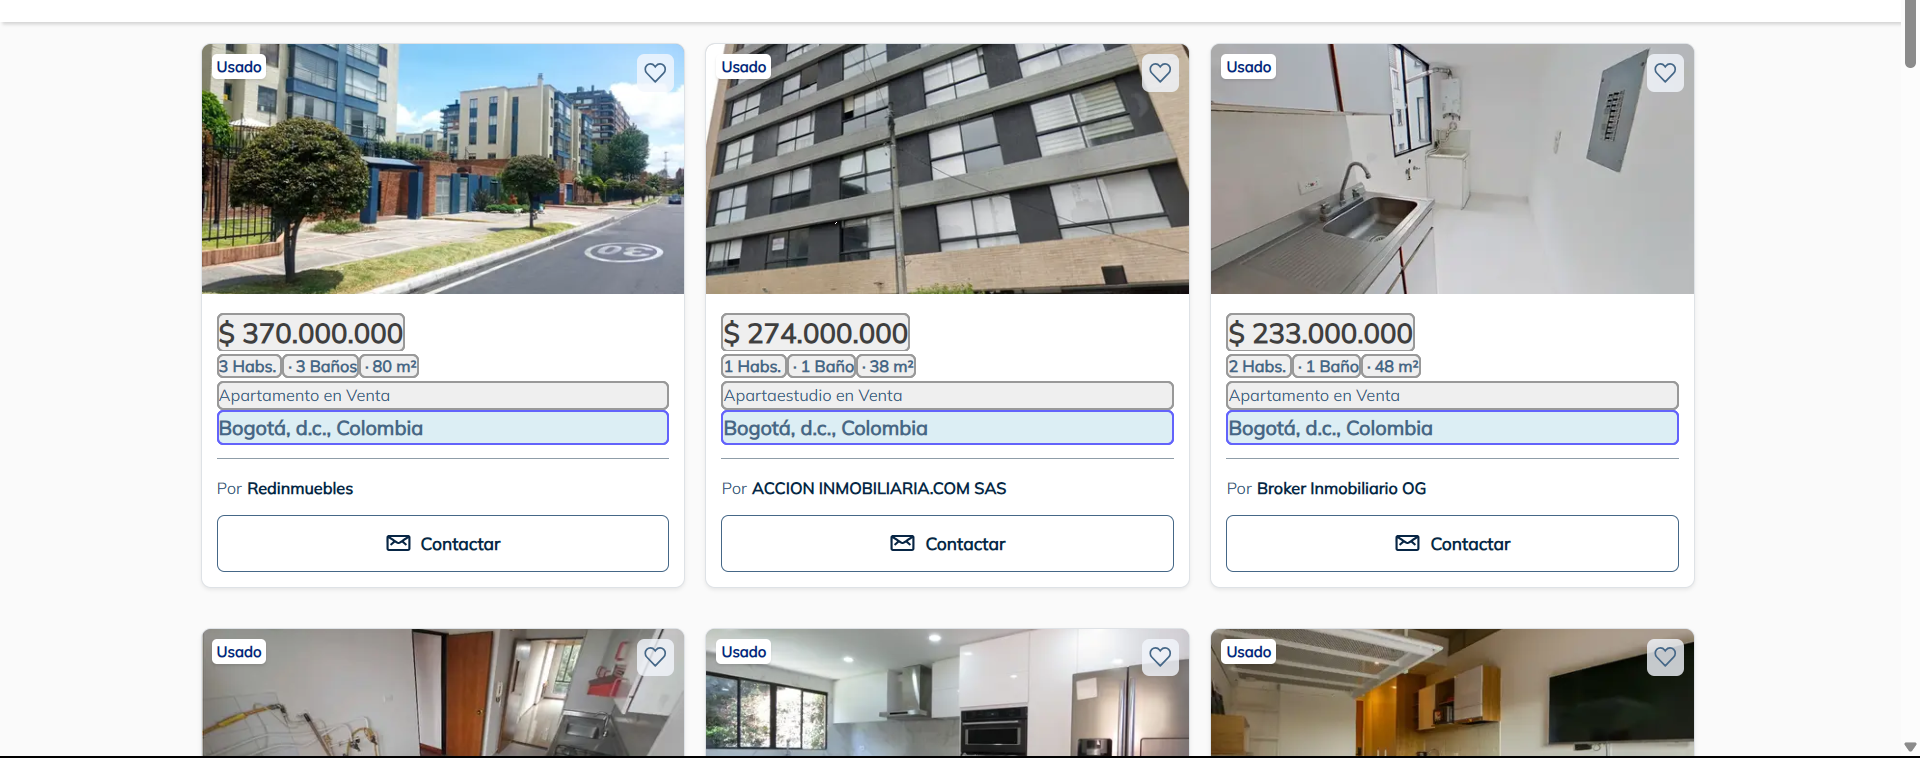 Usado
$ 370.000.000
3 Habs. · 3 Baños · 80 m²
Apartamento en Venta
Bogotá, d.c., Colombia
Por Redinmuebles
Contactar
Usado
$ 274.000.000
1 Habs. · 1 Baño · 38 m²
Apartaestudio en Venta
Bogotá, d.c., Colombia
Por ACCION INMOBILIARIA.COM SAS
Contactar
Usado
$ 233.000.000
2 Habs. · 1 Baño · 48 m²
Apartamento en Venta
Bogotá, d.c., Colombia
Por Broker Inmobiliario OG
Contactar
Usado
Usado
Usado